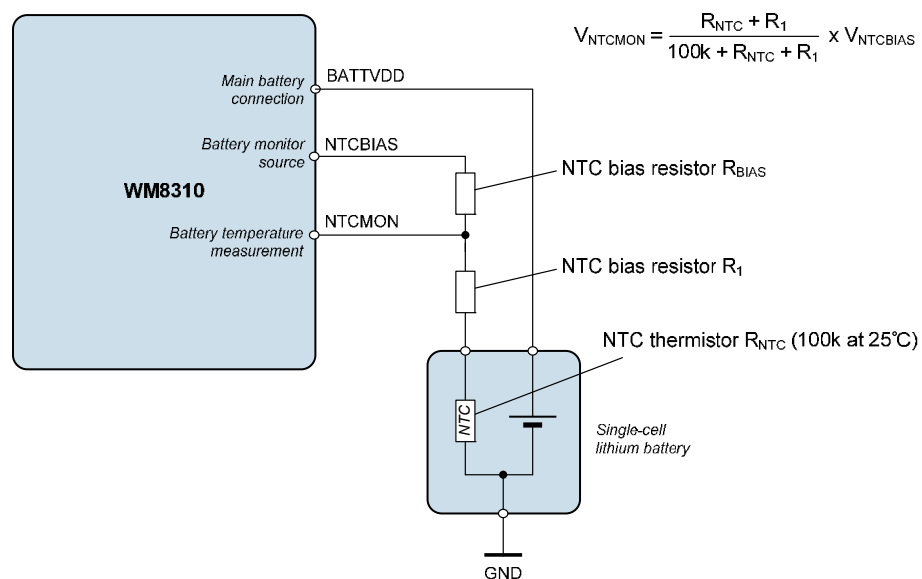 V_NTCMON = (R_NTC + R_1) / (100k + R_NTC + R_1) x V_NTCBIAS
Main battery
connection
BATTVDD
Battery monitor
source
NTCBIAS
NTC bias resistor R_BIAS
WM8310
Battery temperature
measurement
NTCMON
NTC bias resistor R_1
NTC thermistor R_NTC (100k at 25°C)
NTC
Single-cell
lithium battery
GND